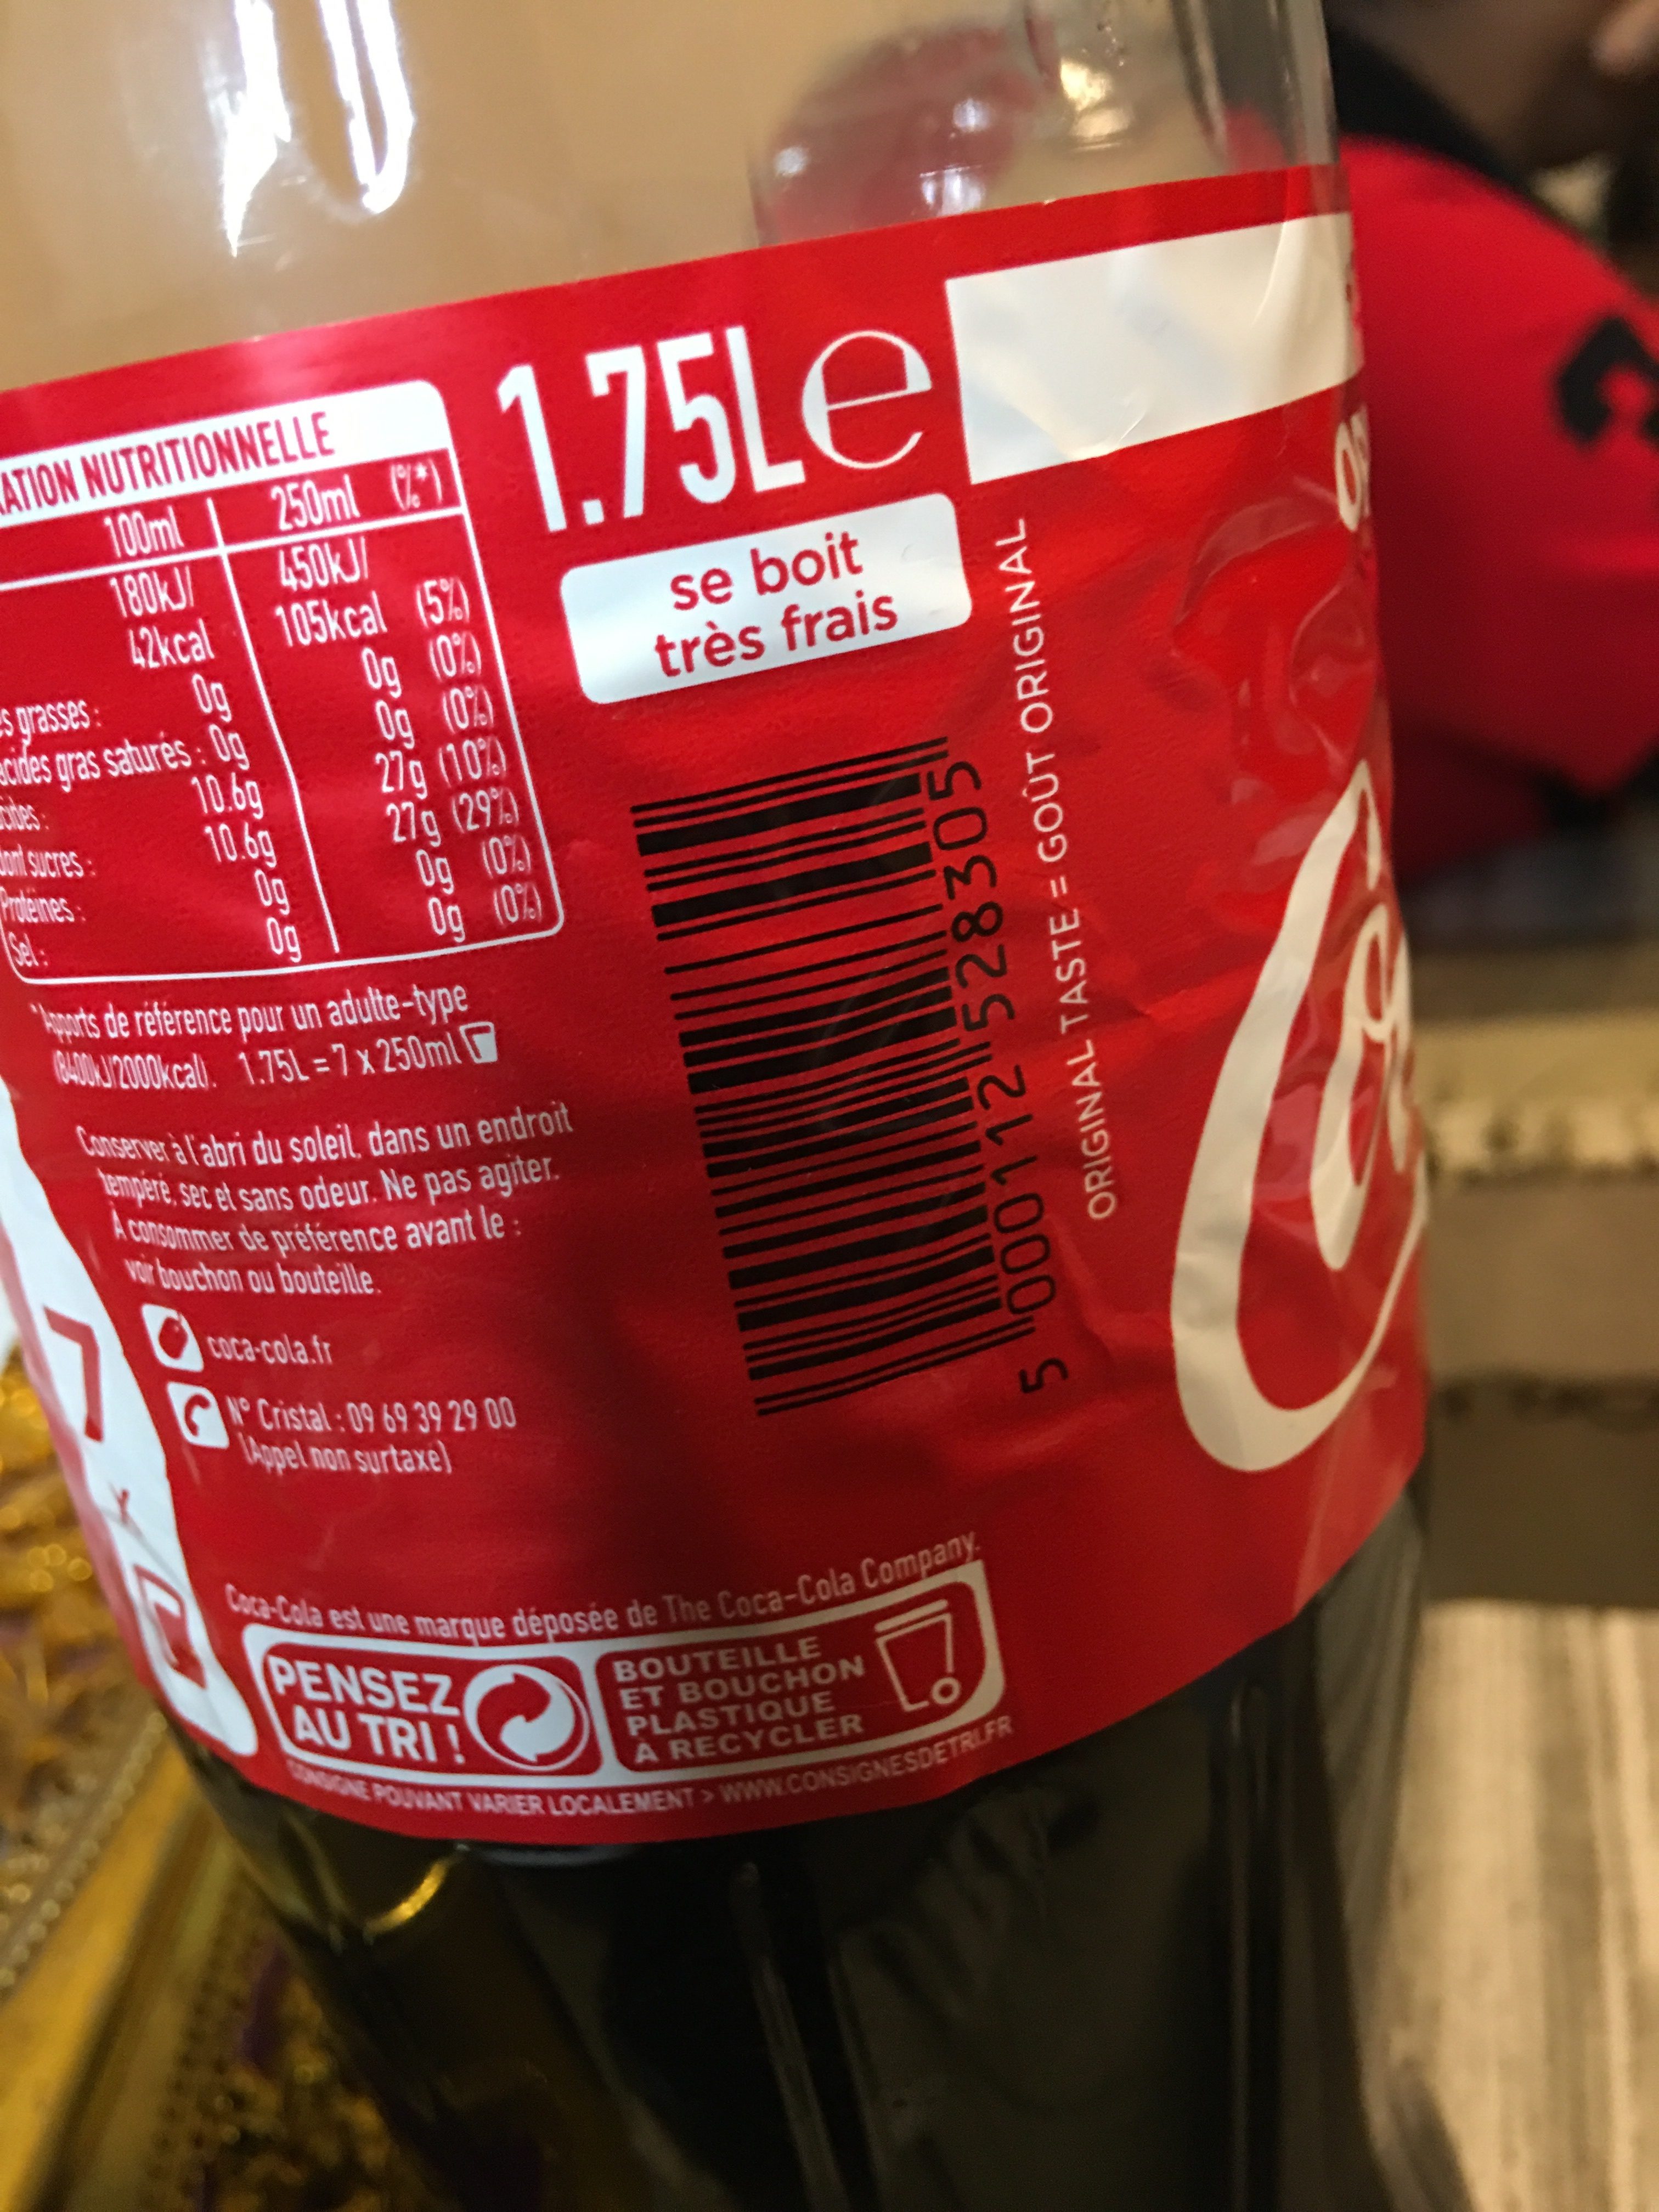 ATION NUTRITIONNELLE
100ml 250ml (%*)
180kJ/ 450kJ/
42kcal 105kcal (5%)
grasses : 0g 0g (0%)
acides gras saturés : 0g 0g (0%)
10.6g 27g (10%)
dont sucres : 10.6g 27g (29%)
Protéines : 0g 0g (0%)
Sel : 0g 0g (0%)
*Apports de référence pour un adulte-type
(8400kJ/2000kcal). 1.75L = 7 x 250ml
Conserver à l'abri du soleil, dans un endroit
tempéré, sec et sans odeur. Ne pas agiter.
À consommer de préférence avant le :
voir bouchon ou bouteille.
coca-cola.fr
N° Cristal : 09 69 39 29 00
(Appel non surtaxé)
7
x
1.75L e
se boit
très frais
5 000112 528305
ORIGINAL TASTE = GOÛT ORIGINAL
Coca-Cola est une marque déposée de The Coca-Cola Company.
PENSEZ
AU TRI !
BOUTEILLE
ET BOUCHON
PLASTIQUE
À RECYCLER
CONSIGNE POUVANT VARIER LOCALEMENT > WWW.CONSIGNESDETRI.FR